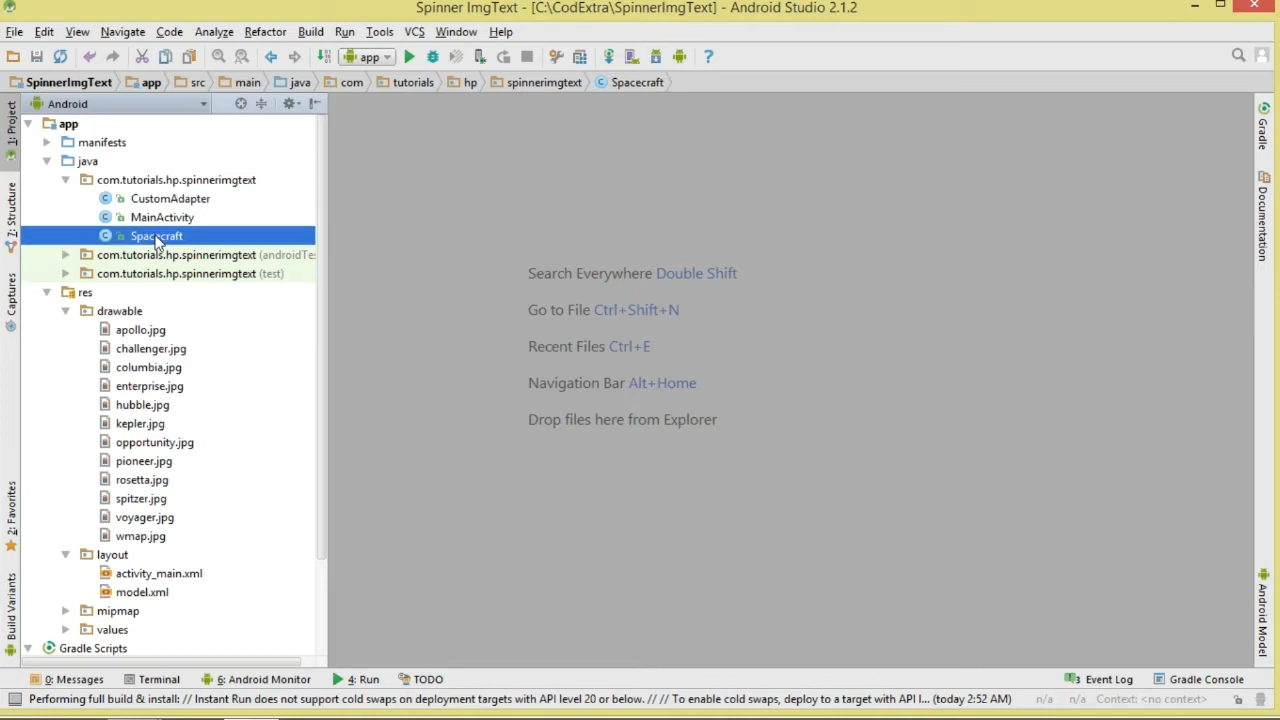 Spinner ImgText - [C:\CodExtra\SpinnerImgText] - Android Studio 2.1.2
File Edit View Navigate Code Analyze Refactor Build Run Tools VCS Window Help
app
SpinnerImgText app src main java com tutorials hp spinnerimgtext Spacecraft
Android
1: Project
Z: Structure
Captures
2: Favorites
Build Variants
app
manifests
java
com.tutorials.hp.spinnerimgtext
CustomAdapter
MainActivity
Spacecraft
com.tutorials.hp.spinnerimgtext (androidTe
com.tutorials.hp.spinnerimgtext (test)
res
drawable
apollo.jpg
challenger.jpg
columbia.jpg
enterprise.jpg
hubble.jpg
kepler.jpg
opportunity.jpg
pioneer.jpg
rosetta.jpg
spitzer.jpg
voyager.jpg
wmap.jpg
layout
activity_main.xml
model.xml
mipmap
values
Gradle Scripts
Search Everywhere Double Shift
Go to File Ctrl+Shift+N
Recent Files Ctrl+E
Navigation Bar Alt+Home
Drop files here from Explorer
Gradle
Documentation
Android Model
0: Messages Terminal 6: Android Monitor 4: Run TODO 3 Event Log Gradle Console
Performing full build & install: // Instant Run does not support cold swaps on deployment targets with API level 20 or below. // // To enable cold swaps, deploy to a target with API l... (today 2:52 AM) n/a n/a Context: <no context>